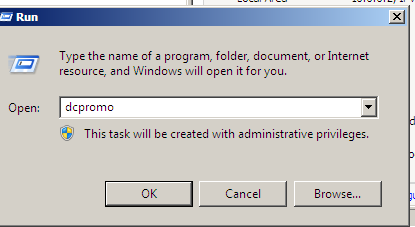 Local Area
Run
Type the name of a program, folder, document, or Internet
resource, and Windows will open it for you.
Open:
dcpromo
This task will be created with administrative privileges.
OK
Cancel
Browse...